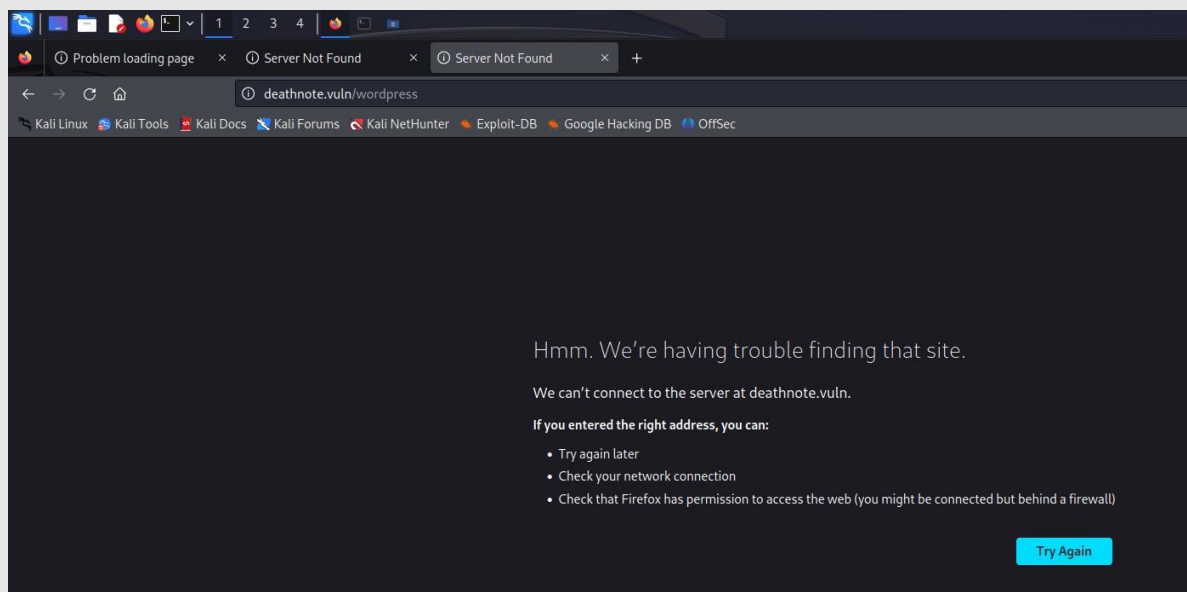 1 2 3 4
Problem loading page × Server Not Found × Server Not Found × +
deathnote.vuln/wordpress
Kali Linux Kali Tools Kali Docs Kali Forums Kali NetHunter Exploit-DB Google Hacking DB OffSec
Hmm. We're having trouble finding that site.
We can't connect to the server at deathnote.vuln.
If you entered the right address, you can:
• Try again later
• Check your network connection
• Check that Firefox has permission to access the web (you might be connected but behind a firewall)
Try Again